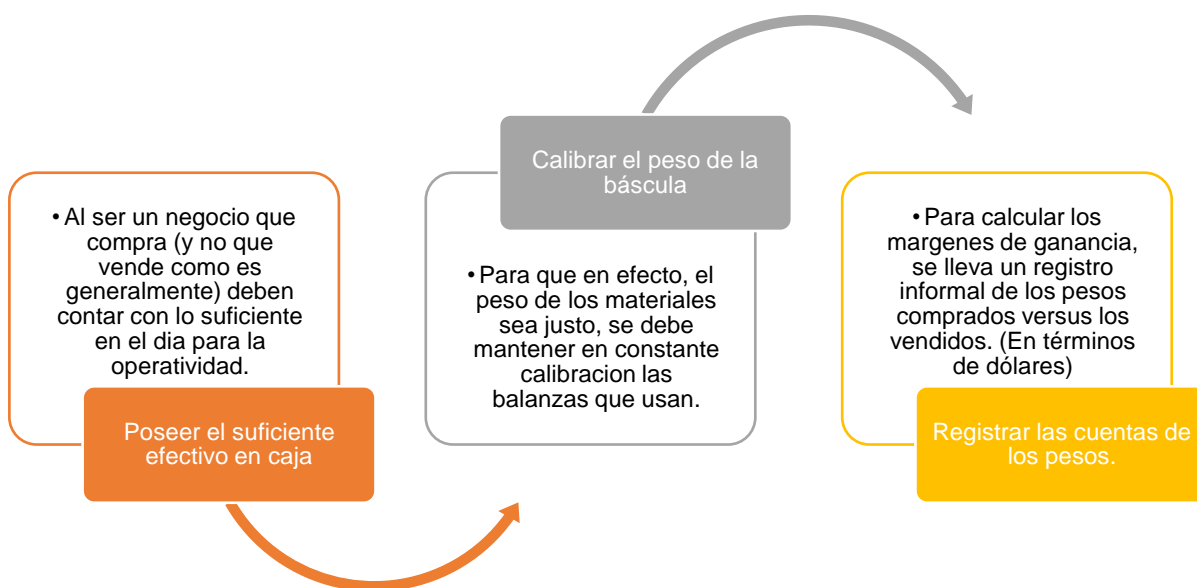 • Al ser un negocio que
compra (y no que
vende como es
generalmente) deben
contar con lo suficiente
en el dia para la
operatividad.
Poseer el suficiente
efectivo en caja
Calibrar el peso de la
báscula
• Para que en efecto, el
peso de los materiales
sea justo, se debe
mantener en constante
calibracion las
balanzas que usan.
• Para calcular los
margenes de ganancia,
se lleva un registro
informal de los pesos
comprados versus los
vendidos. (En términos
de dólares)
Registrar las cuentas de
los pesos.